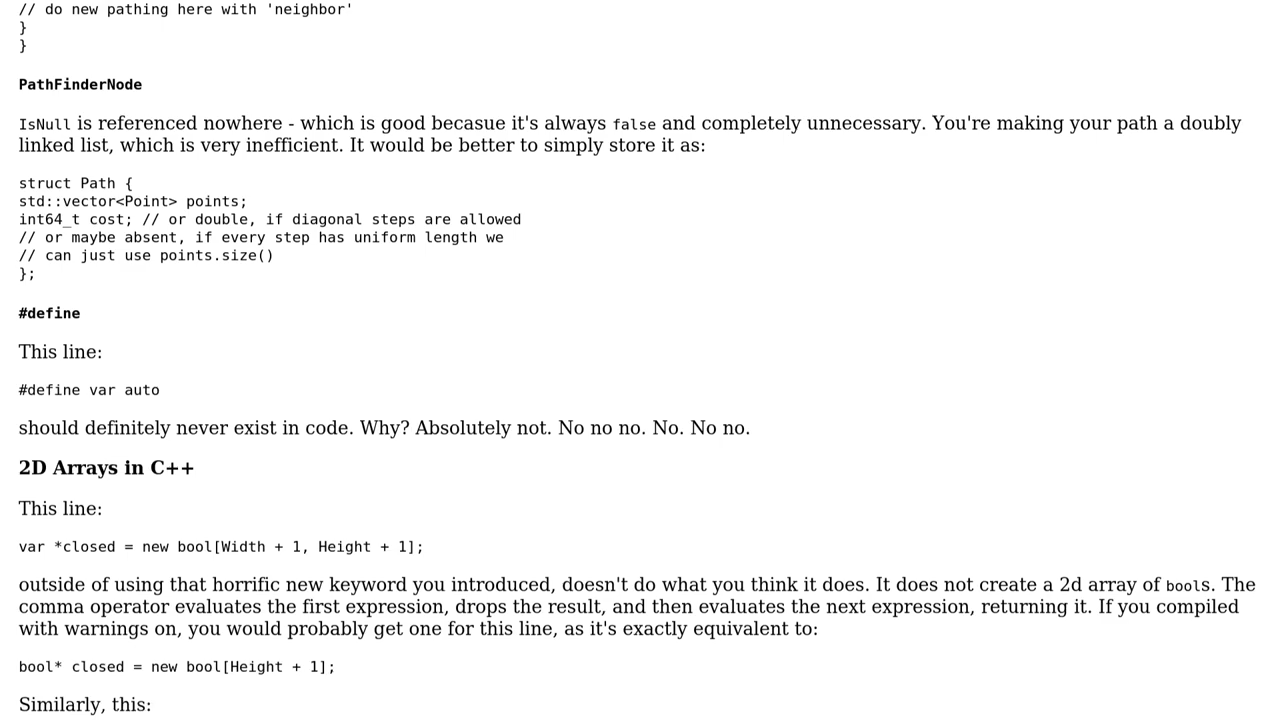 // do new pathing here with 'neighbor'
}
}
PathFinderNode
IsNull is referenced nowhere - which is good becasue it's always false and completely unnecessary. You're making your path a doubly
linked list, which is very inefficient. It would be better to simply store it as:
struct Path {
std::vector<Point> points;
int64_t cost; // or double, if diagonal steps are allowed
// or maybe absent, if every step has uniform length we
// can just use points.size()
};
#define
This line:
#define var auto
should definitely never exist in code. Why? Absolutely not. No no no. No. No no.
2D Arrays in C++
This line:
var *closed = new bool[Width + 1, Height + 1];
outside of using that horrific new keyword you introduced, doesn't do what you think it does. It does not create a 2d array of bools. The
comma operator evaluates the first expression, drops the result, and then evaluates the next expression, returning it. If you compiled
with warnings on, you would probably get one for this line, as it's exactly equivalent to:
bool* closed = new bool[Height + 1];
Similarly, this: